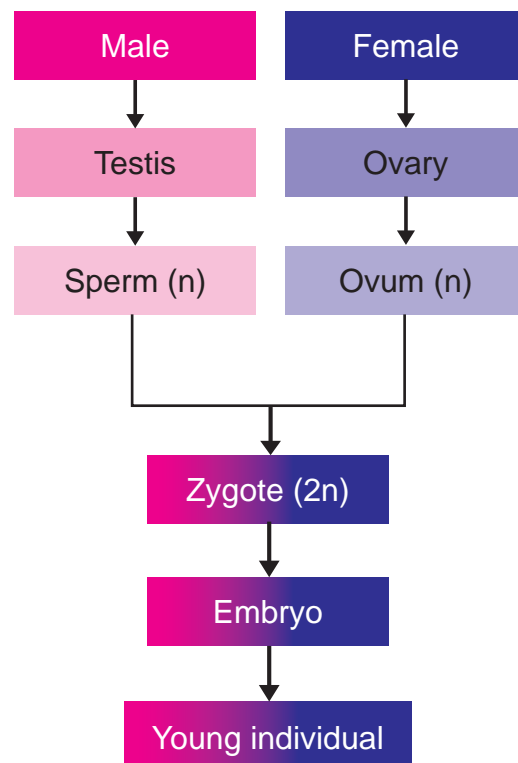 Male
Female
Testis
Ovary
Sperm (n)
Ovum (n)
Zygote (2n)
Embryo
Young individual